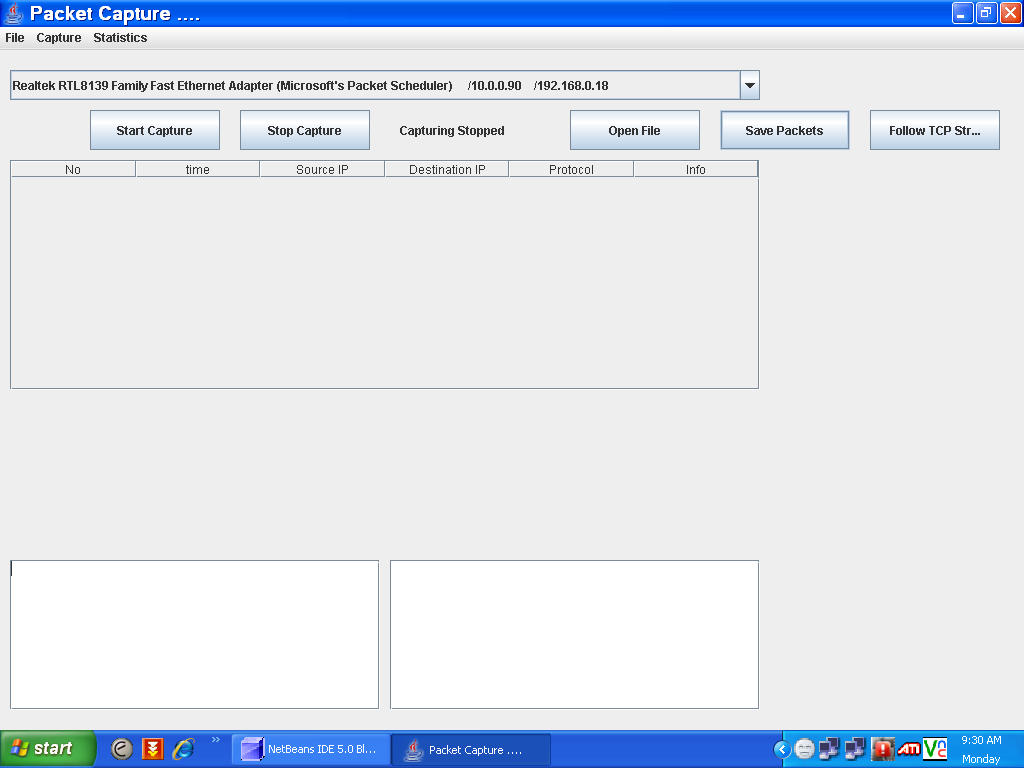 Packet Capture ....
File Capture Statistics
Realtek RTL8139 Family Fast Ethernet Adapter (Microsoft's Packet Scheduler) /10.0.0.90 /192.168.0.18
Start Capture Stop Capture Capturing Stopped Open File Save Packets Follow TCP Str...
No time Source IP Destination IP Protocol Info
start NetBeans IDE 5.0 Bl... Packet Capture .... ATI VNC 9:30 AM
Monday